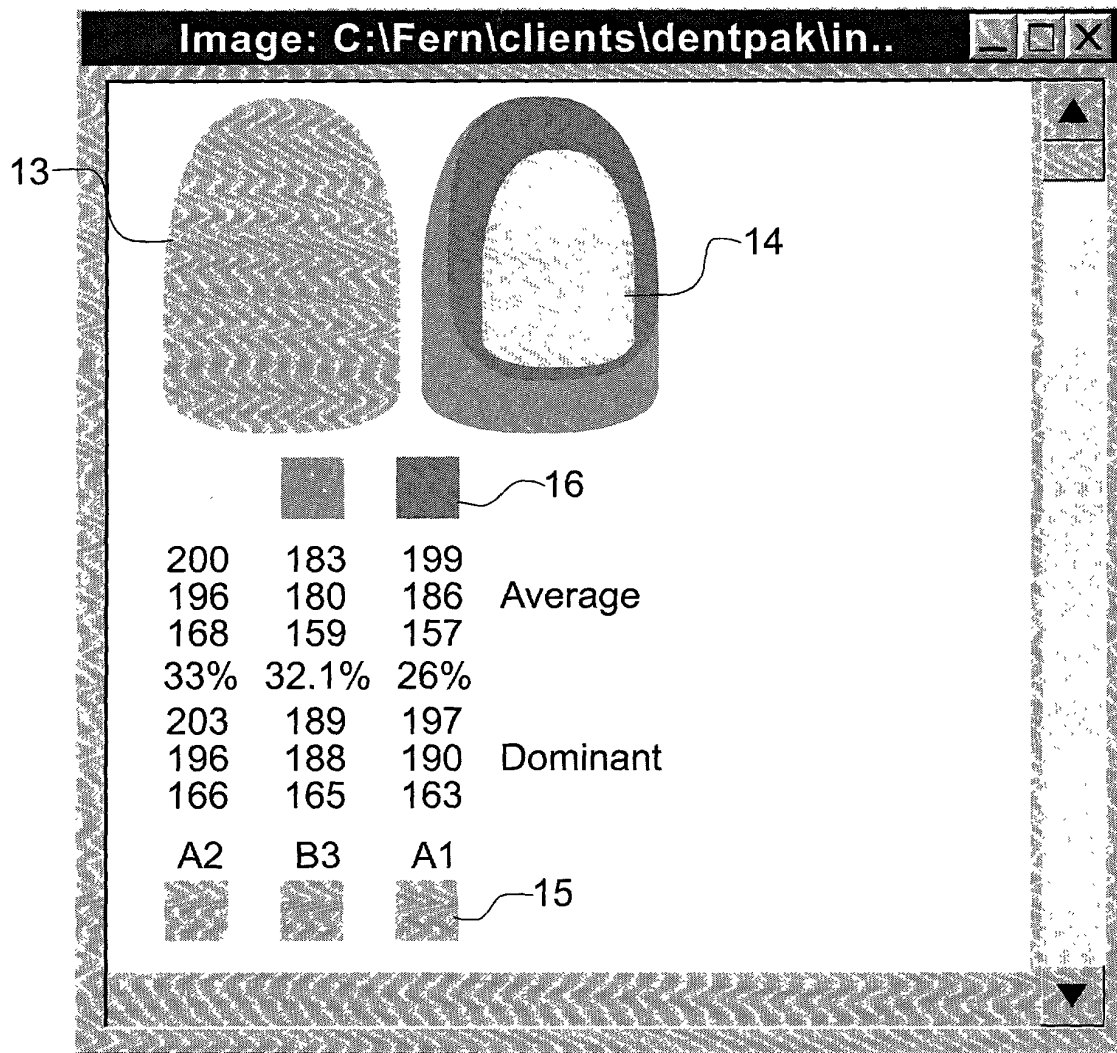 Image: C:\Fern\clients\dentpak\in..
13
14
16
200 183 199
196 180 186 Average
168 159 157
33% 32.1% 26%
203 189 197
196 188 190 Dominant
166 165 163
A2 B3 A1
15